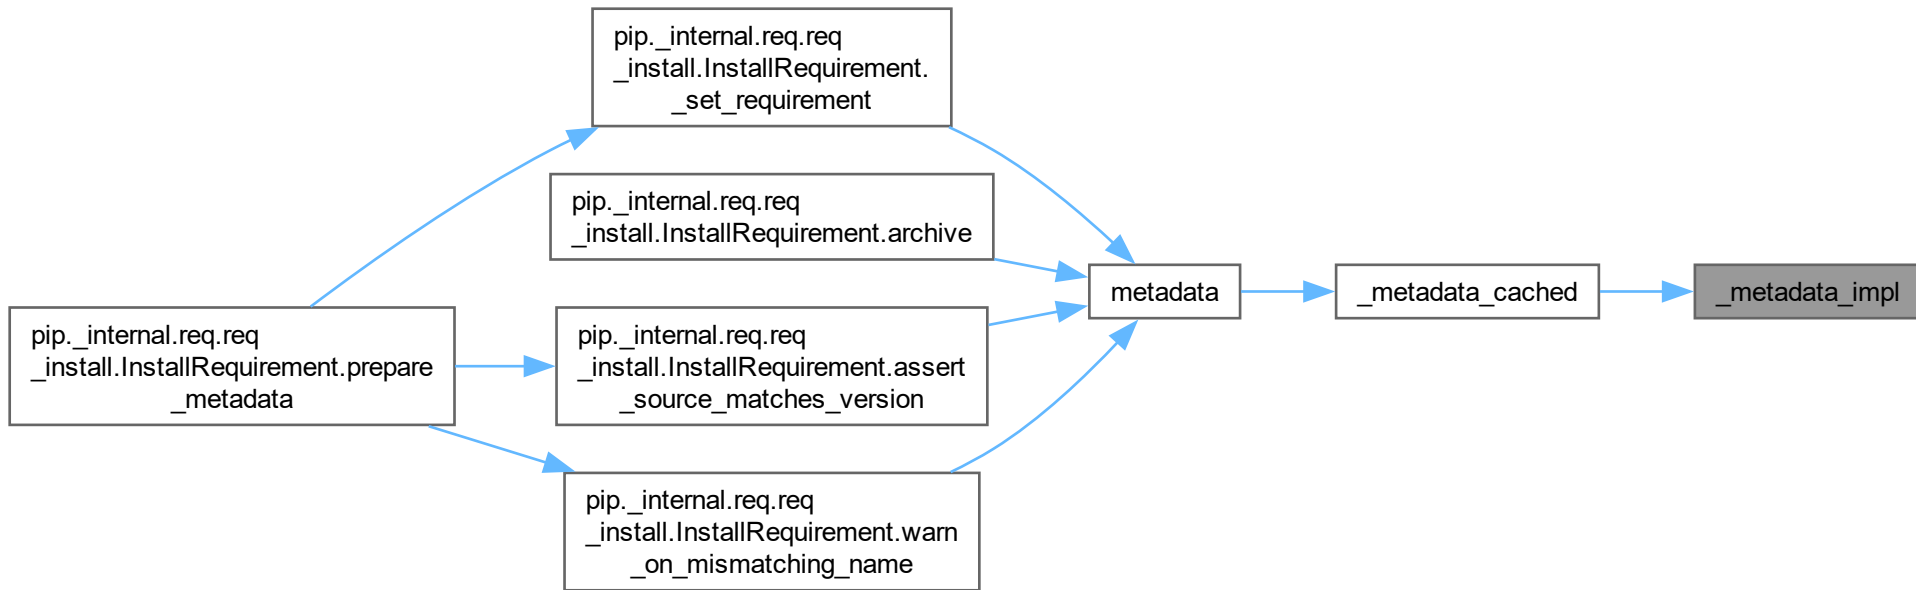 pip._internal.req.req
_install.InstallRequirement.
_set_requirement
pip._internal.req.req
_install.InstallRequirement.archive
metadata
_metadata_cached
_metadata_impl
pip._internal.req.req
_install.InstallRequirement.prepare
_metadata
pip._internal.req.req
_install.InstallRequirement.assert
_source_matches_version
pip._internal.req.req
_install.InstallRequirement.warn
_on_mismatching_name